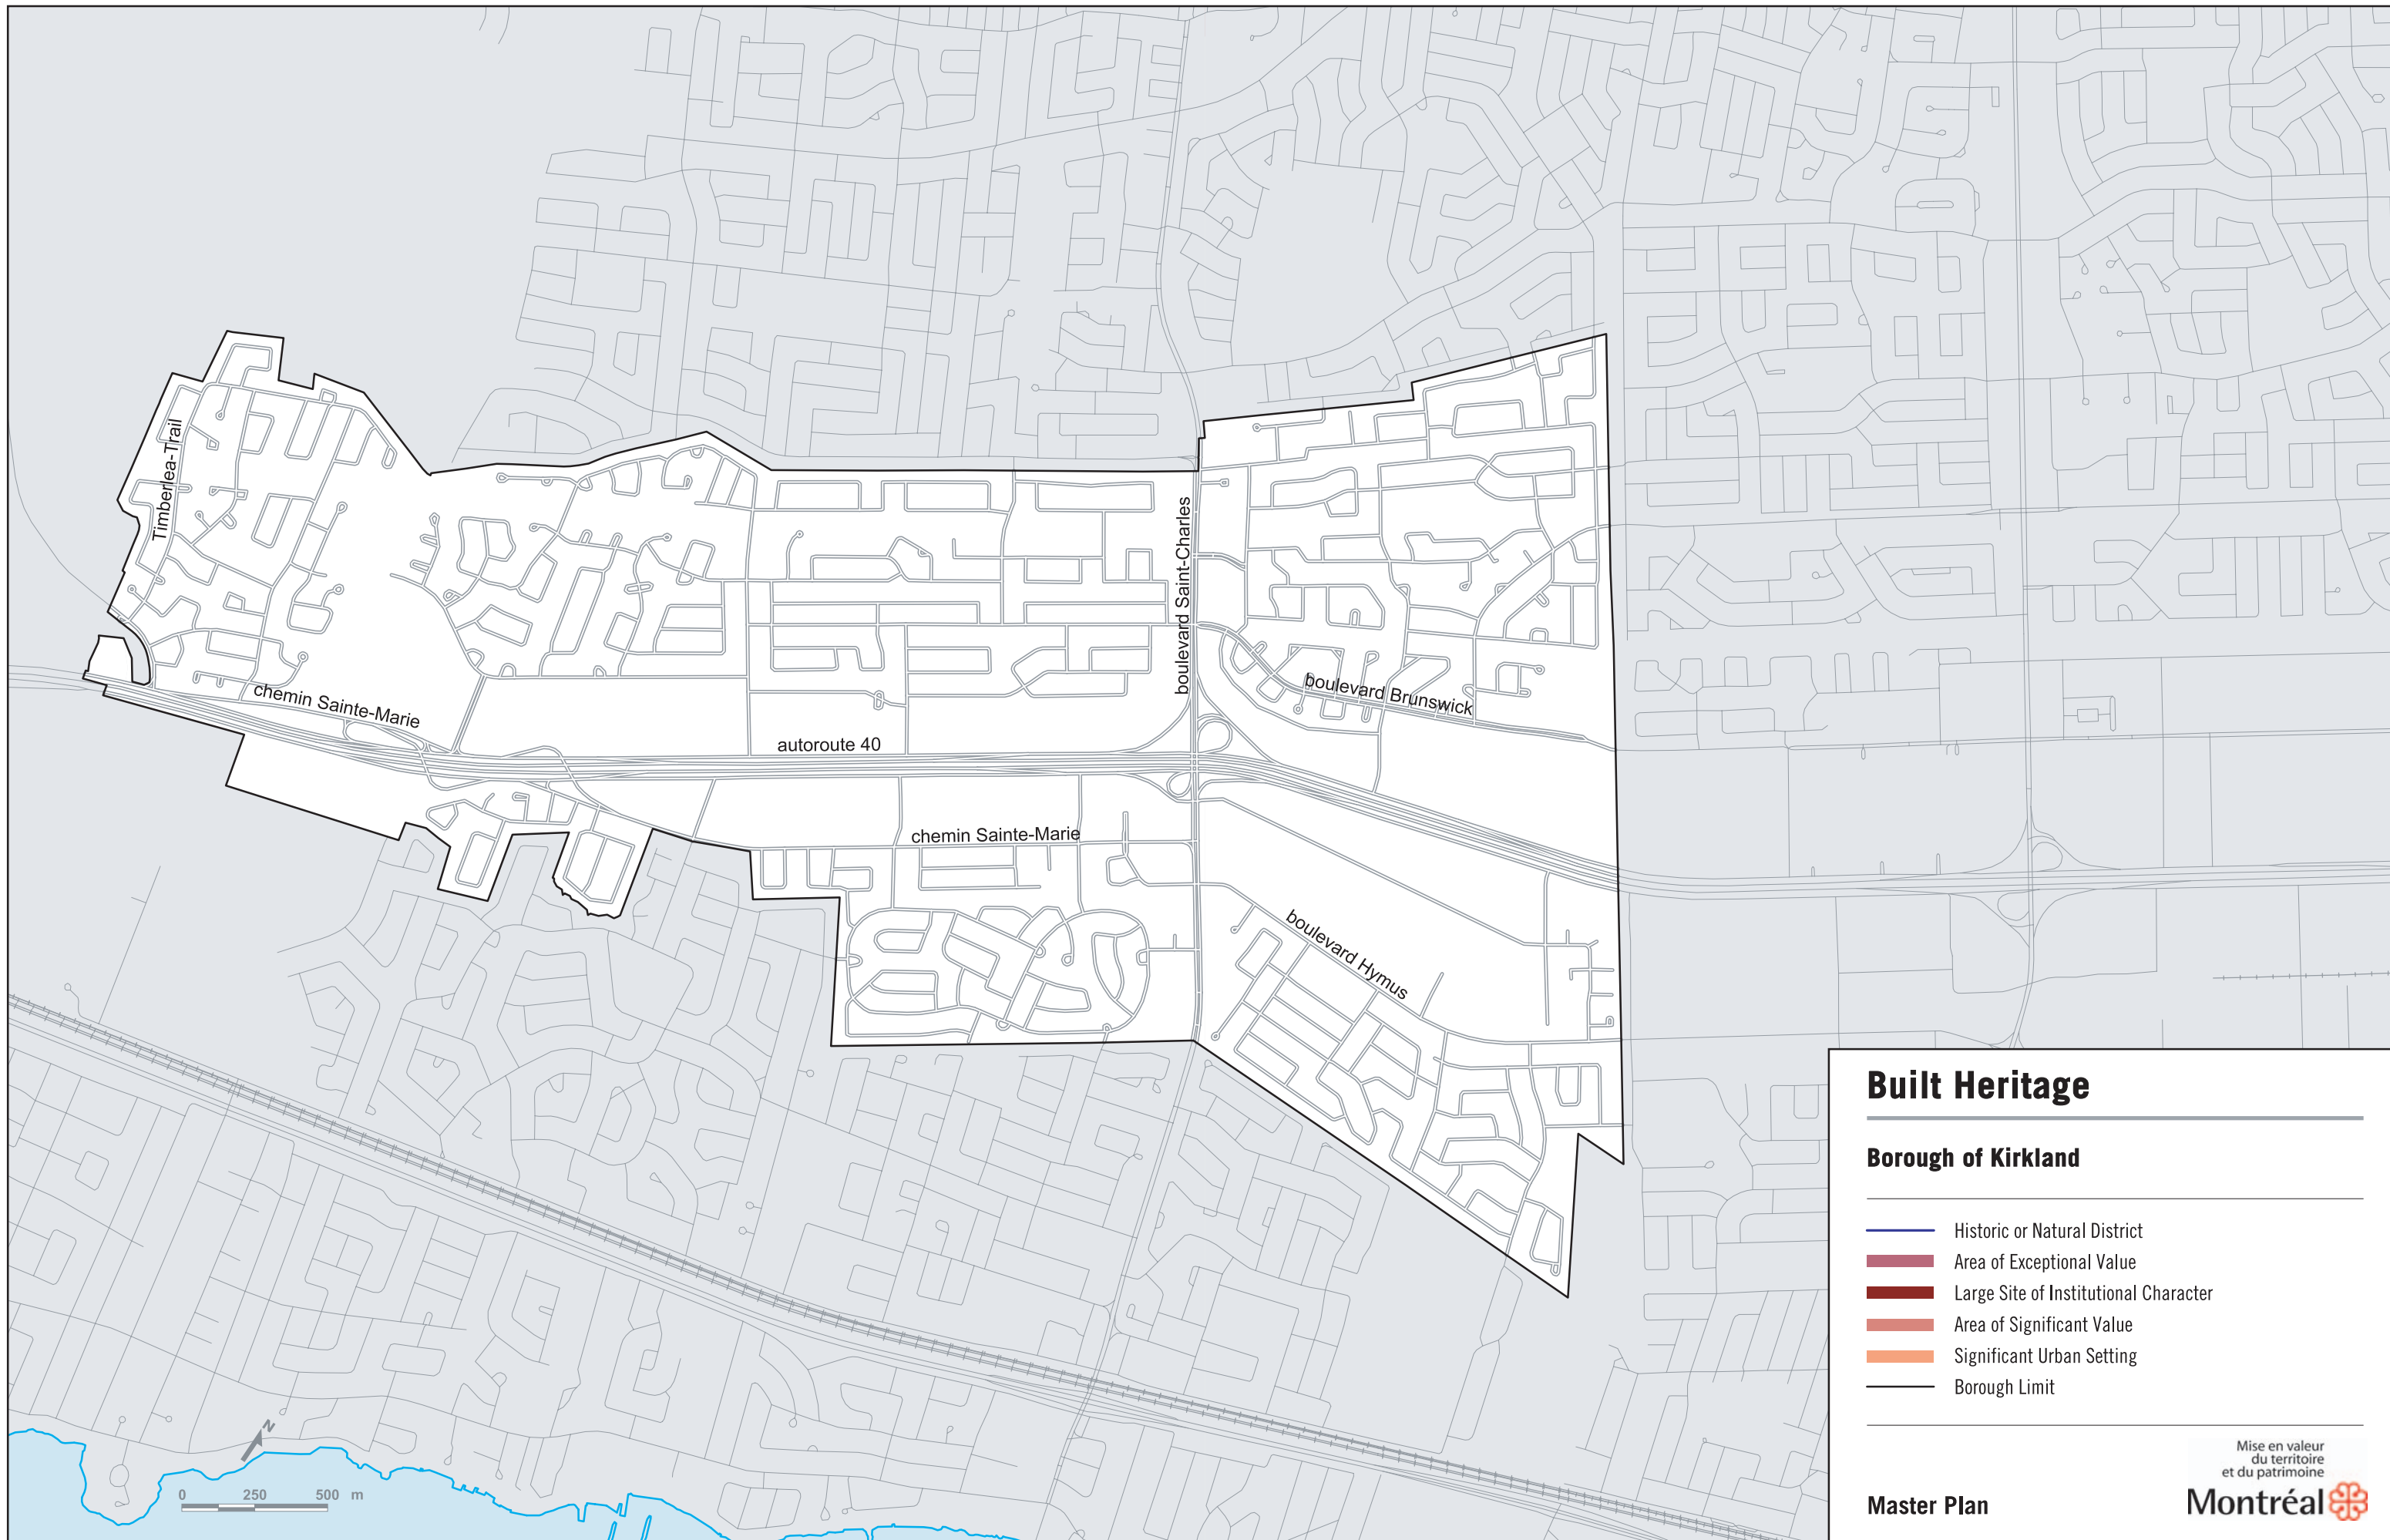 Timberlea-Trail
chemin Sainte-Marie
autoroute 40
boulevard Saint-Charles
boulevard Brunswick
chemin Sainte-Marie
boulevard Hymus
N
0 250 500 m
Built Heritage
Borough of Kirkland
Historic or Natural District
Area of Exceptional Value
Large Site of Institutional Character
Area of Significant Value
Significant Urban Setting
Borough Limit
Master Plan
Mise en valeur
du territoire
et du patrimoine
Montréal